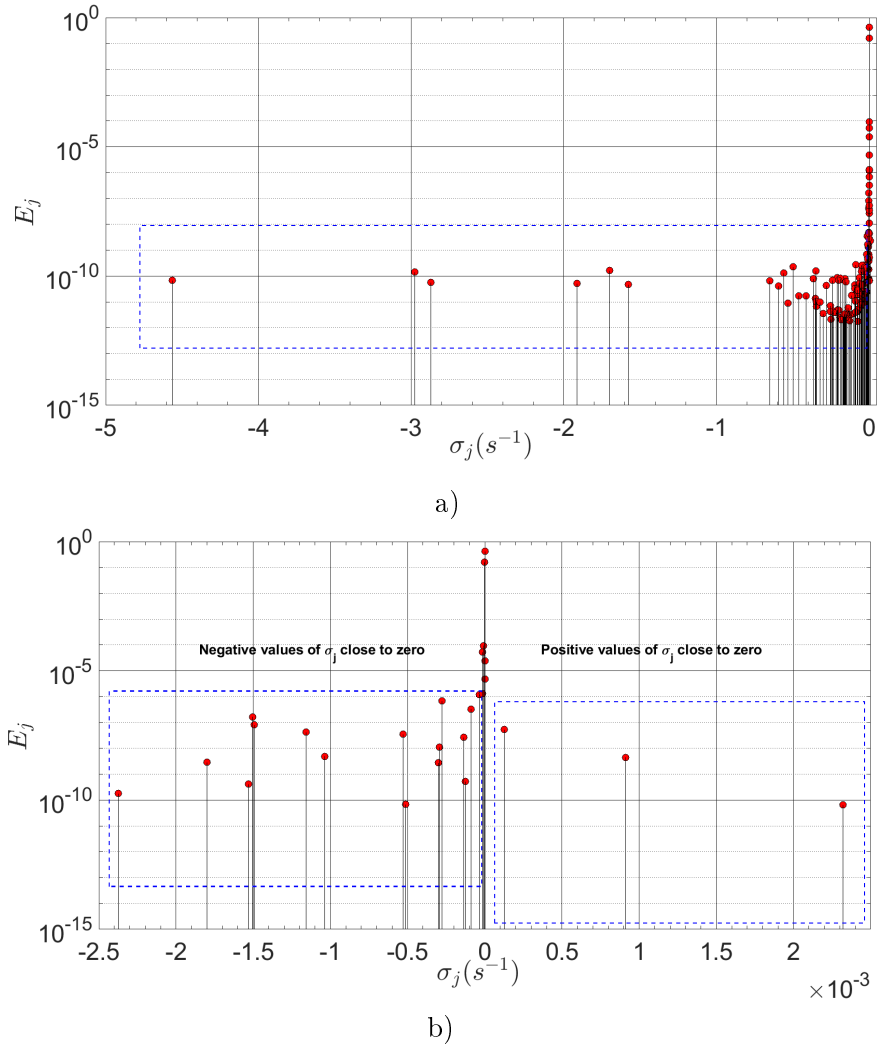 10^0
10^-5
10^-10
10^-15
E_j
-5 -4 -3 -2 -1 0
σ_j(s^-1)
a)
10^0
10^-5
10^-10
10^-15
E_j
Negative values of σ_j close to zero
Positive values of σ_j close to zero
-2.5 -2 -1.5 -1 -0.5 0 0.5 1 1.5 2
σ_j(s^-1)
×10^-3
b)